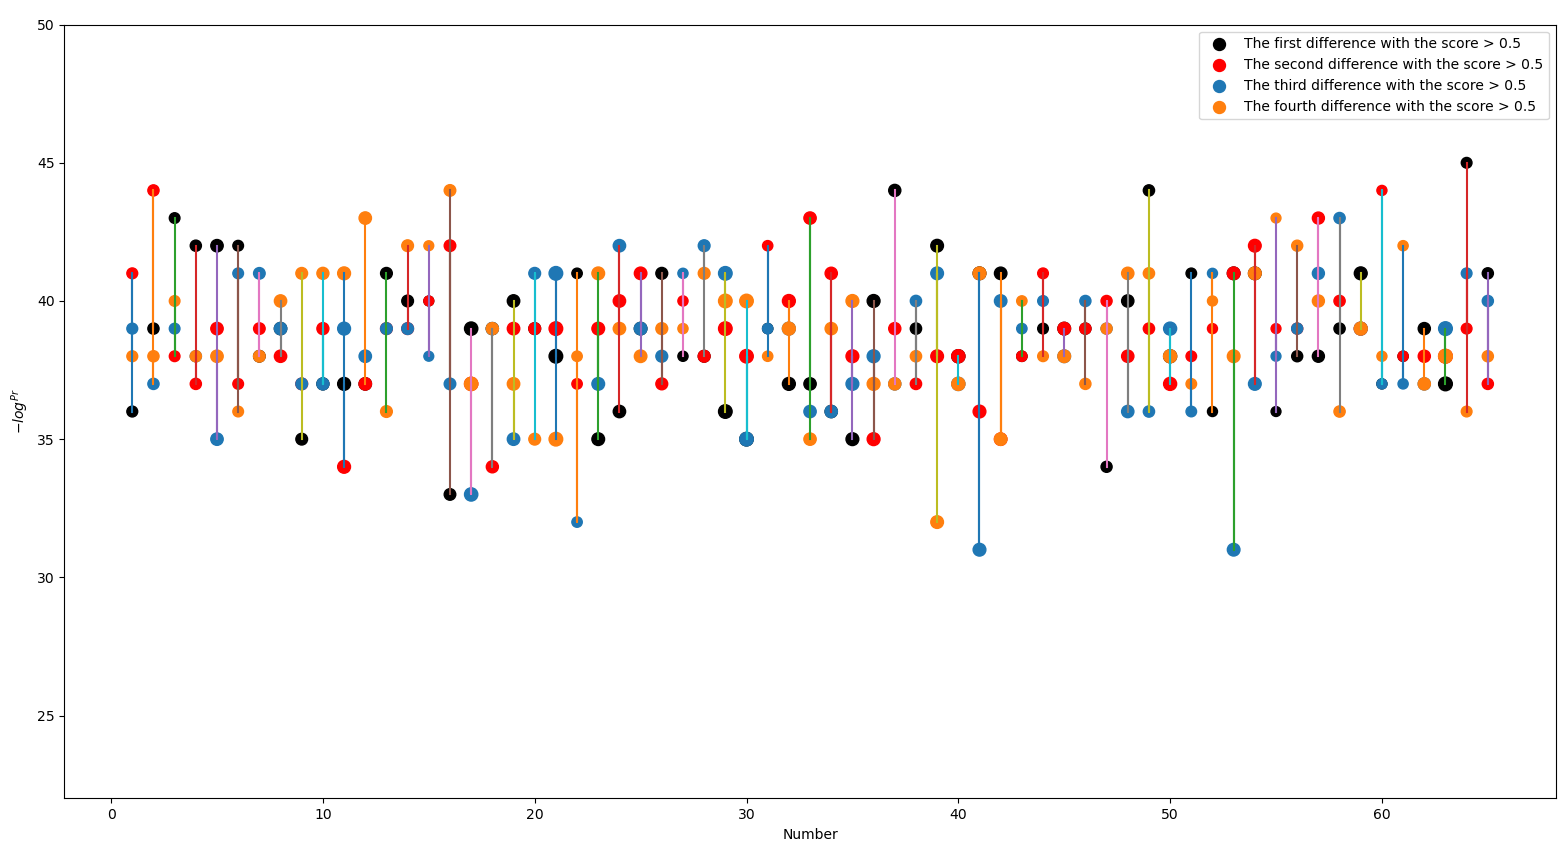 50
45
40
35
30
25
0 10 20 30 40 50 60
Number
−log^{Pr}
The first difference with the score > 0.5
The second difference with the score > 0.5
The third difference with the score > 0.5
The fourth difference with the score > 0.5